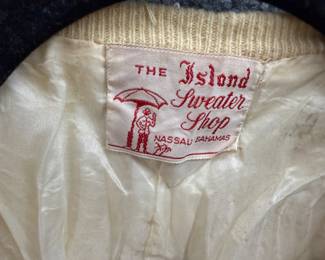 THE Island
Sweater
Shop
NASSAU BAHAMAS